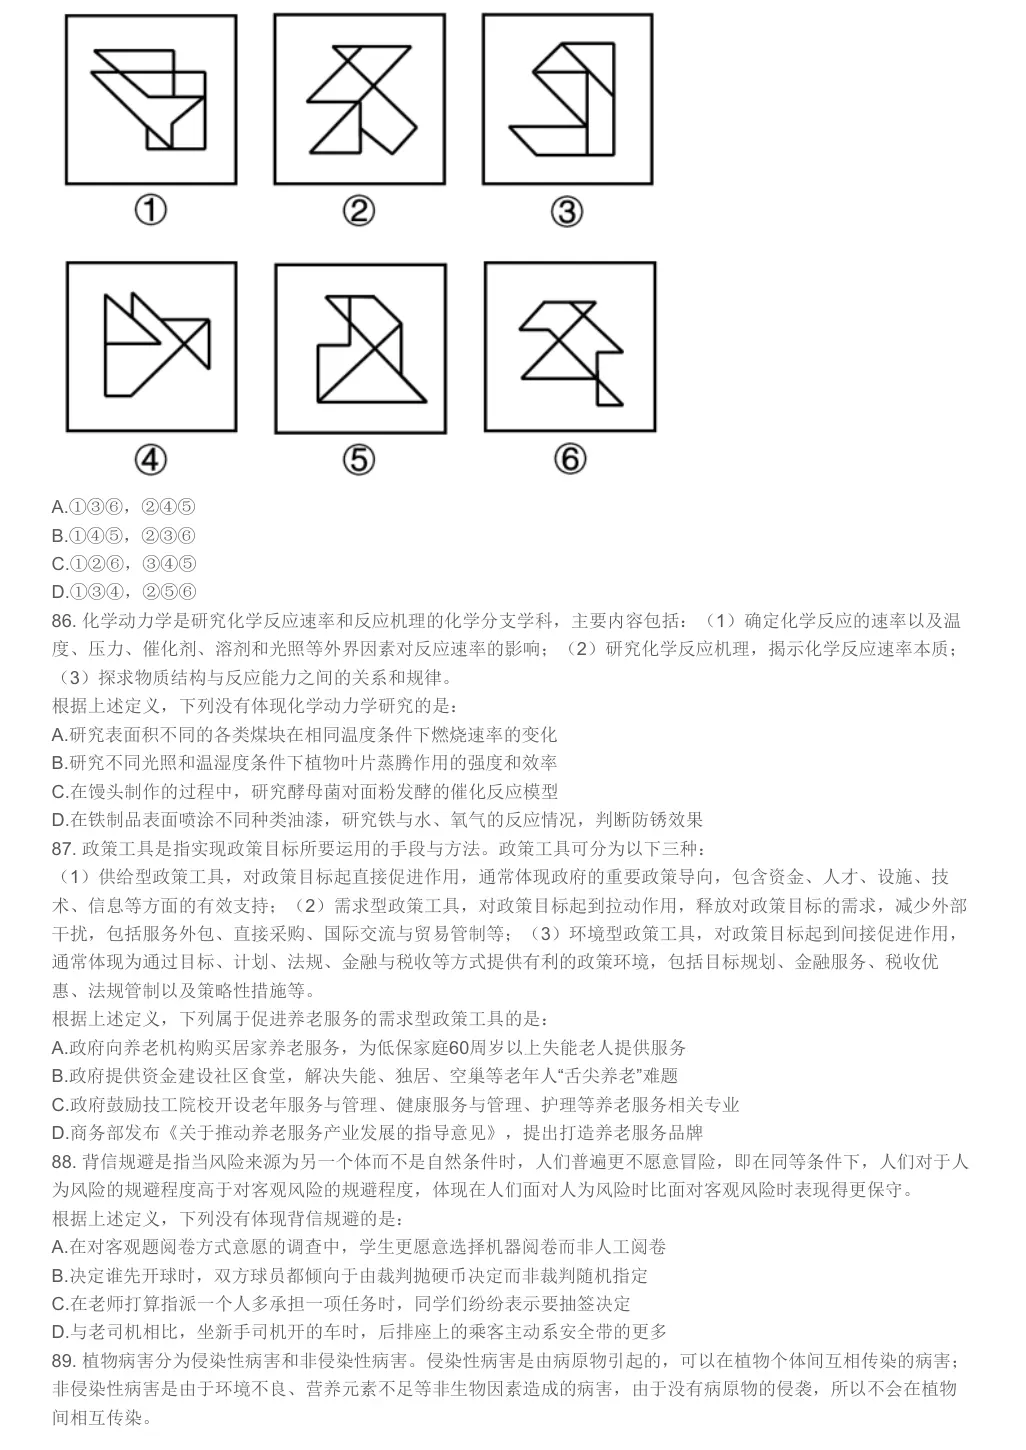 ① ② ③
④ ⑤ ⑥
A.①③⑥，②④⑤
B.①④⑤，②③⑥
C.①②⑥，③④⑤
D.①③④，②⑤⑥
86. 化学动力学是研究化学反应速率和反应机理的化学分支学科，主要内容包括：（1）确定化学反应的速率以及温
度、压力、催化剂、溶剂和光照等外界因素对反应速率的影响；（2）研究化学反应机理，揭示化学反应速率本质；
（3）探求物质结构与反应能力之间的关系和规律。
根据上述定义，下列没有体现化学动力学研究的是：
A.研究表面积不同的各类煤块在相同温度条件下燃烧速率的变化
B.研究不同光照和温湿度条件下植物叶片蒸腾作用的强度和效率
C.在馒头制作的过程中，研究酵母菌对面粉发酵的催化反应模型
D.在铁制品表面喷涂不同种类油漆，研究铁与水、氧气的反应情况，判断防锈效果
87. 政策工具是指实现政策目标所要运用的手段与方法。政策工具可分为以下三种：
（1）供给型政策工具，对政策目标起直接促进作用，通常体现政府的重要政策导向，包含资金、人才、设施、技
术、信息等方面的有效支持；（2）需求型政策工具，对政策目标起到拉动作用，释放对政策目标的需求，减少外部
干扰，包括服务外包、直接采购、国际交流与贸易管制等；（3）环境型政策工具，对政策目标起到间接促进作用，
通常体现为通过目标、计划、法规、金融与税收等方式提供有利的政策环境，包括目标规划、金融服务、税收优
惠、法规管制以及策略性措施等。
根据上述定义，下列属于促进养老服务的需求型政策工具的是：
A.政府向养老机构购买居家养老服务，为低保家庭60周岁以上失能老人提供服务
B.政府提供资金建设社区食堂，解决失能、独居、空巢等老年人“舌尖养老”难题
C.政府鼓励技工院校开设老年服务与管理、健康服务与管理、护理等养老服务相关专业
D.商务部发布《关于推动养老服务产业发展的指导意见》，提出打造养老服务品牌
88. 背信规避是指当风险来源为另一个体而不是自然条件时，人们普遍更不愿意冒险，即在同等条件下，人们对于人
为风险的规避程度高于对客观风险的规避程度，体现在人们面对人为风险时比面对客观风险时表现得更保守。
根据上述定义，下列没有体现背信规避的是：
A.在对客观题阅卷方式意愿的调查中，学生更愿意选择机器阅卷而非人工阅卷
B.决定谁先开球时，双方球员都倾向于由裁判抛硬币决定而非裁判随机指定
C.在老师打算指派一个人多承担一项任务时，同学们纷纷表示要抽签决定
D.与老司机相比，坐新手司机开的车时，后排座上的乘客主动系安全带的更多
89. 植物病害分为侵染性病害和非侵染性病害。侵染性病害是由病原物引起的，可以在植物个体间互相传染的病害；
非侵染性病害是由于环境不良、营养元素不足等非生物因素造成的病害，由于没有病原物的侵袭，所以不会在植物
间相互传染。